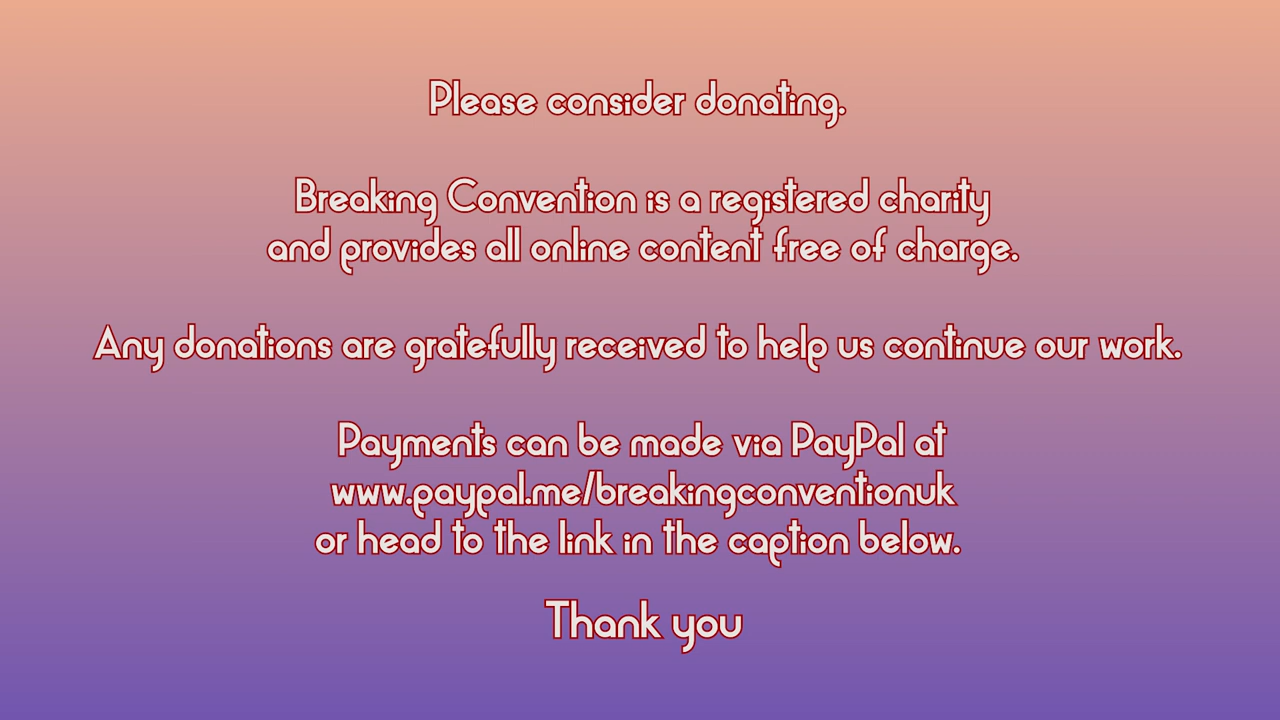 Please consider donating.
Breaking Convention is a registered charity
and provides all online content free of charge.
Any donations are gratefully received to help us continue our work.
Payments can be made via PayPal at
www.paypal.me/breakingconventionuk
or head to the link in the caption below.
Thank you